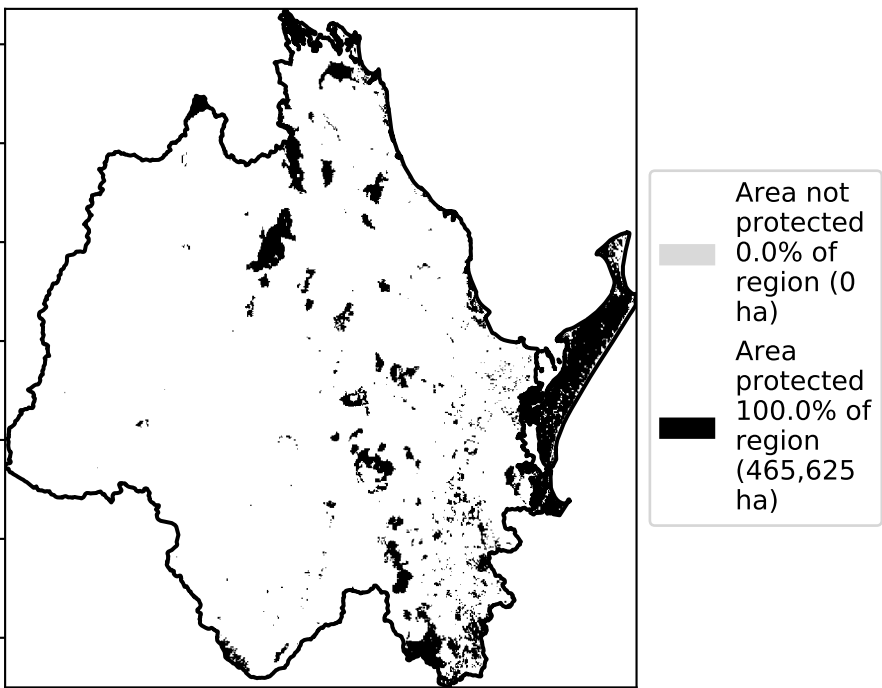 Area not
protected
0.0% of
region (0
ha)
Area
protected
100.0% of
region
(465,625
ha)